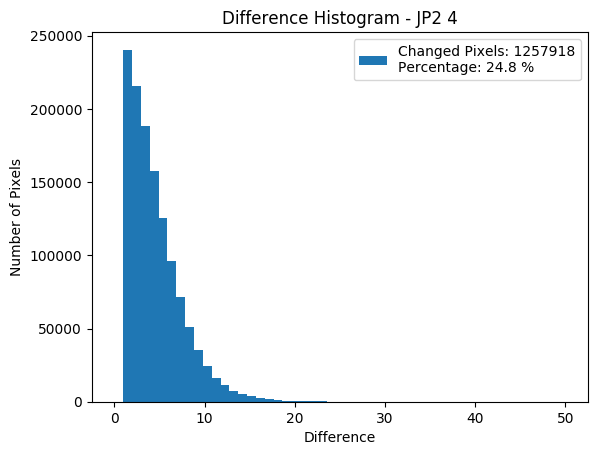 Difference Histogram - JP2 4
Changed Pixels: 1257918
Percentage: 24.8 %
Number of Pixels
250000
200000
150000
100000
50000
0
0 10 20 30 40 50
Difference